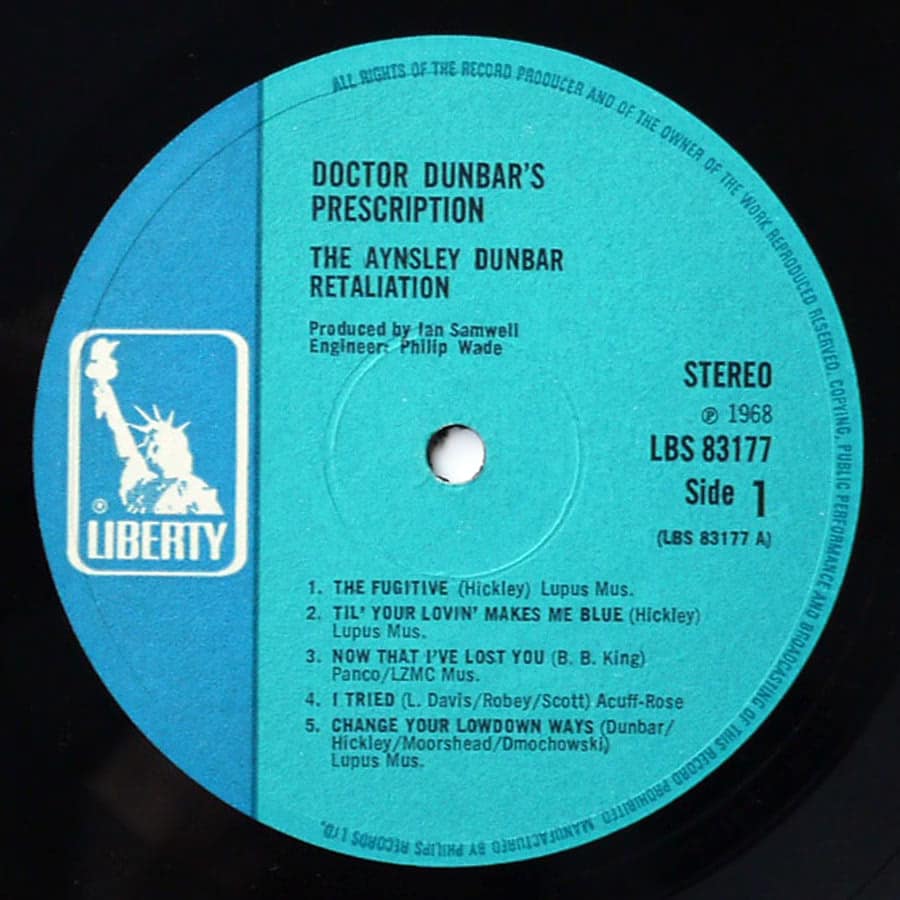 ALL RIGHTS OF THE RECORD PRODUCER AND OF THE OWNER OF THE WORK REPRODUCED RESERVED. COPYING, PUBLIC PERFORMANCE AND BROADCASTING OF THIS RECORD PROHIBITED. MANUFACTURED BY PHILIPS RECORDS LTD.
DOCTOR DUNBAR'S
PRESCRIPTION
THE AYNSLEY DUNBAR
RETALIATION
Produced by Ian Samwell
Engineer: Philip Wade
STEREO
℗ 1968
LBS 83177
Side 1
(LBS 83177 A)
®
LIBERTY
1. THE FUGITIVE (Hickley) Lupus Mus.
2. TIL' YOUR LOVIN' MAKES ME BLUE (Hickley)
Lupus Mus.
3. NOW THAT I'VE LOST YOU (B. B. King)
Panco/LZMC Mus.
4. I TRIED (L. Davis/Robey/Scott) Acuff-Rose
5. CHANGE YOUR LOWDOWN WAYS (Dunbar/
Hickley/Moorshead/Dmochowski)
Lupus Mus.